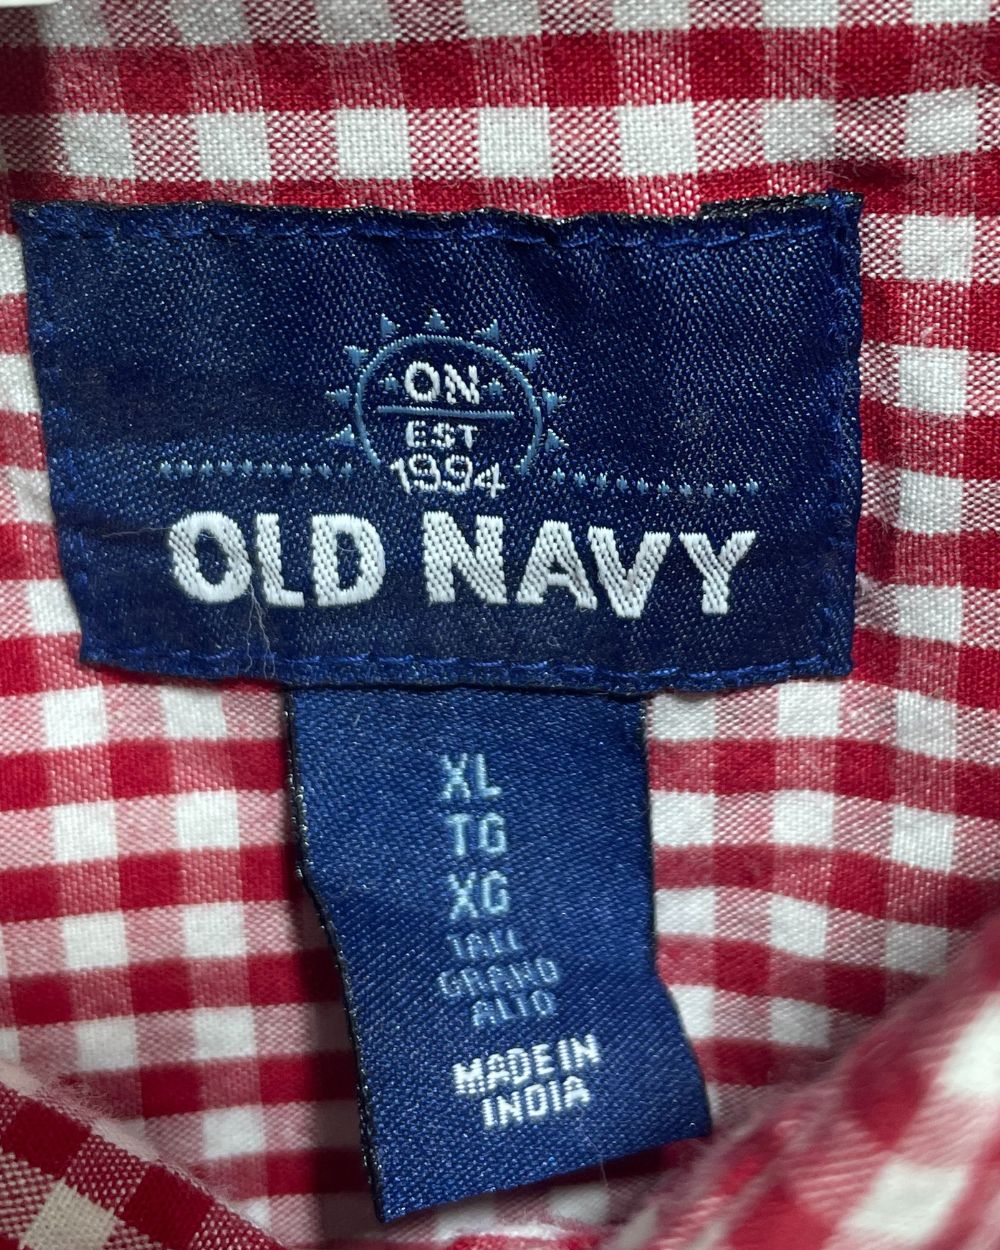 ON
EST
1994
OLD NAVY
XL
TG
XG
TALL
GRAND
ALTO
MADE IN
INDIA